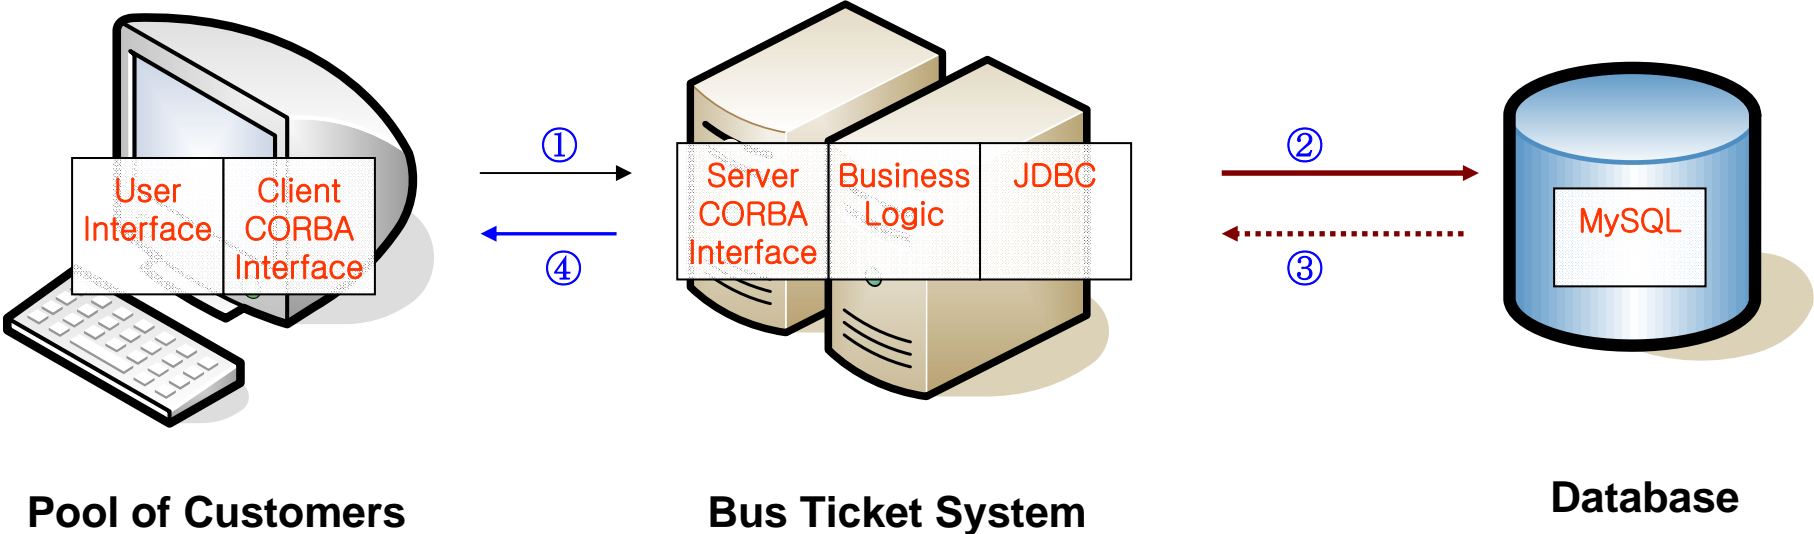 User
Interface
Client
CORBA
Interface
①
④
Server
CORBA
Interface
Business
Logic
JDBC
②
③
MySQL
Pool of Customers
Bus Ticket System
Database